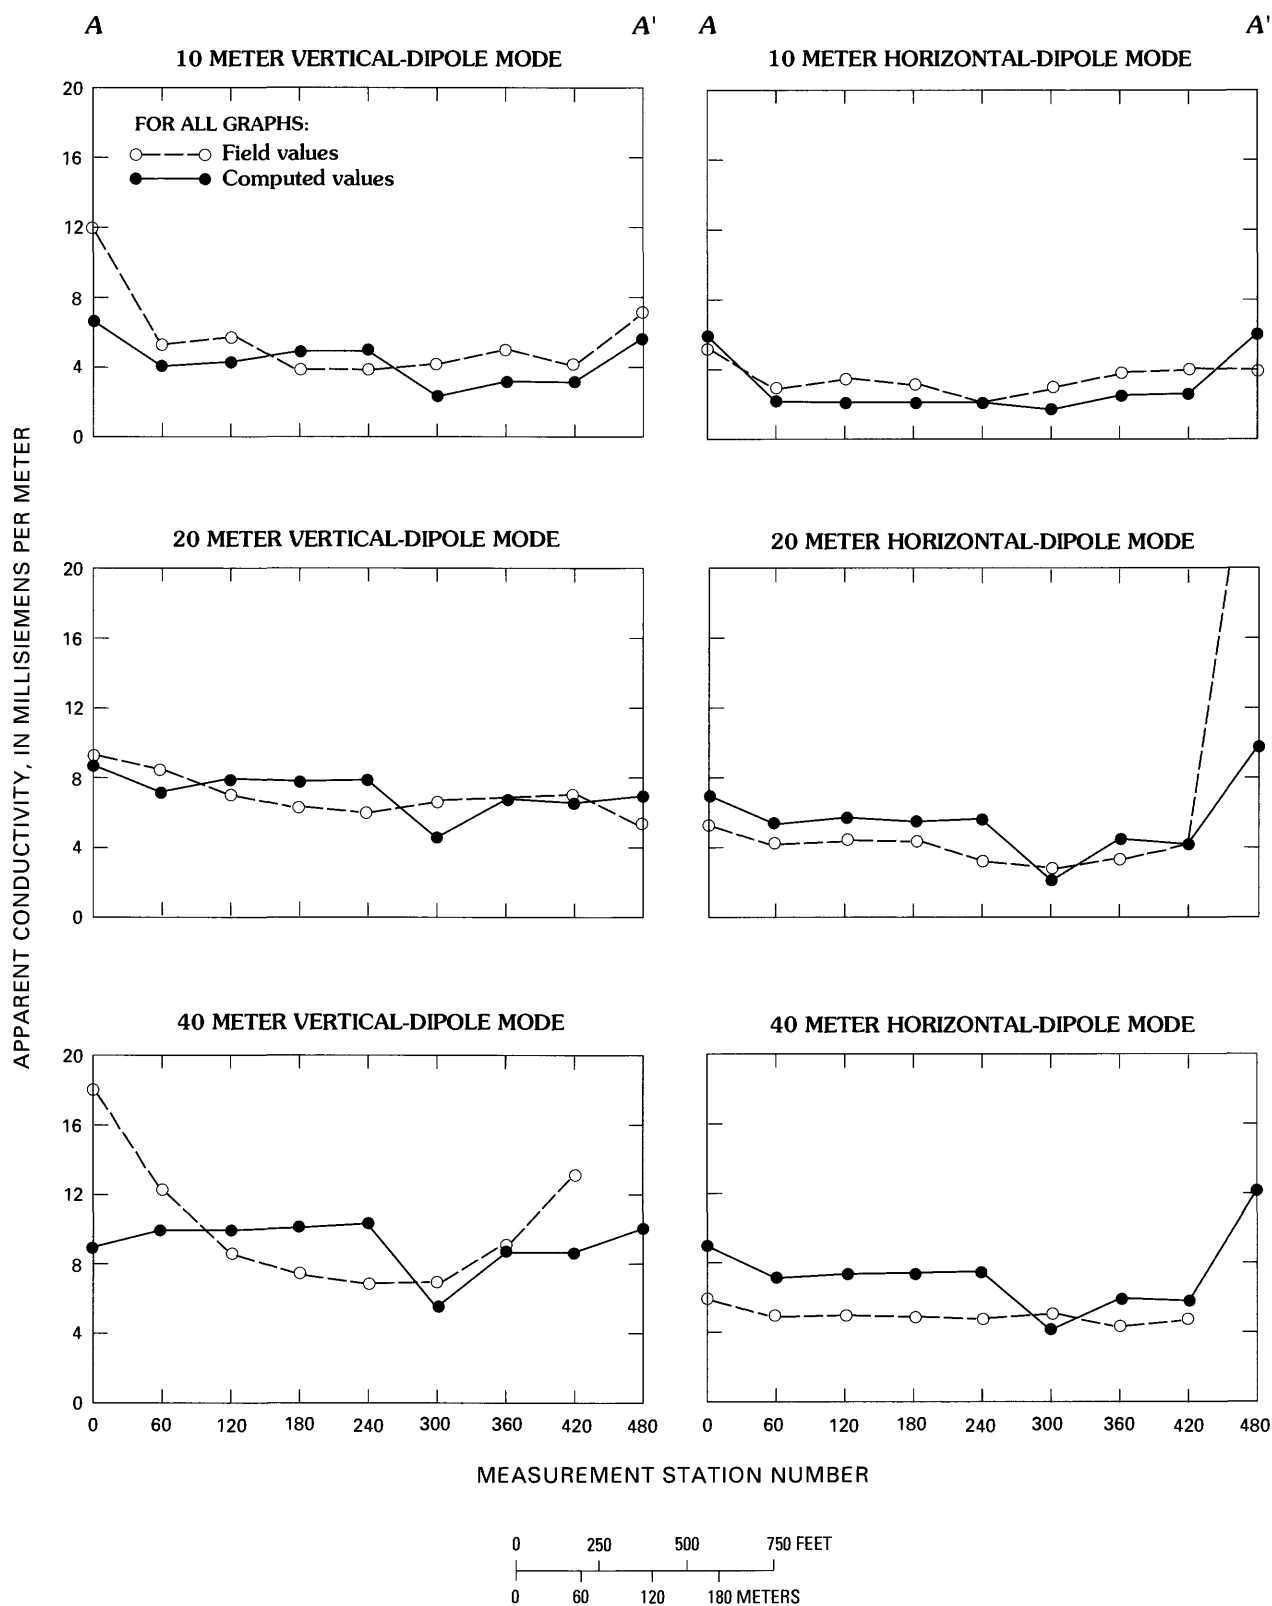 A A' A A'
10 METER VERTICAL-DIPOLE MODE
10 METER HORIZONTAL-DIPOLE MODE
20
FOR ALL GRAPHS:
Field values
16
Computed values
12
8
4
0
APPARENT CONDUCTIVITY, IN MILLISIEMENS PER METER
20 METER VERTICAL-DIPOLE MODE
20 METER HORIZONTAL-DIPOLE MODE
20
16
12
8
4
0
40 METER VERTICAL-DIPOLE MODE
40 METER HORIZONTAL-DIPOLE MODE
20
16
12
8
4
0
0 60 120 180 240 300 360 420 480
0 60 120 180 240 300 360 420 480
MEASUREMENT STATION NUMBER
0 250 500 750 FEET
0 60 120 180 METERS